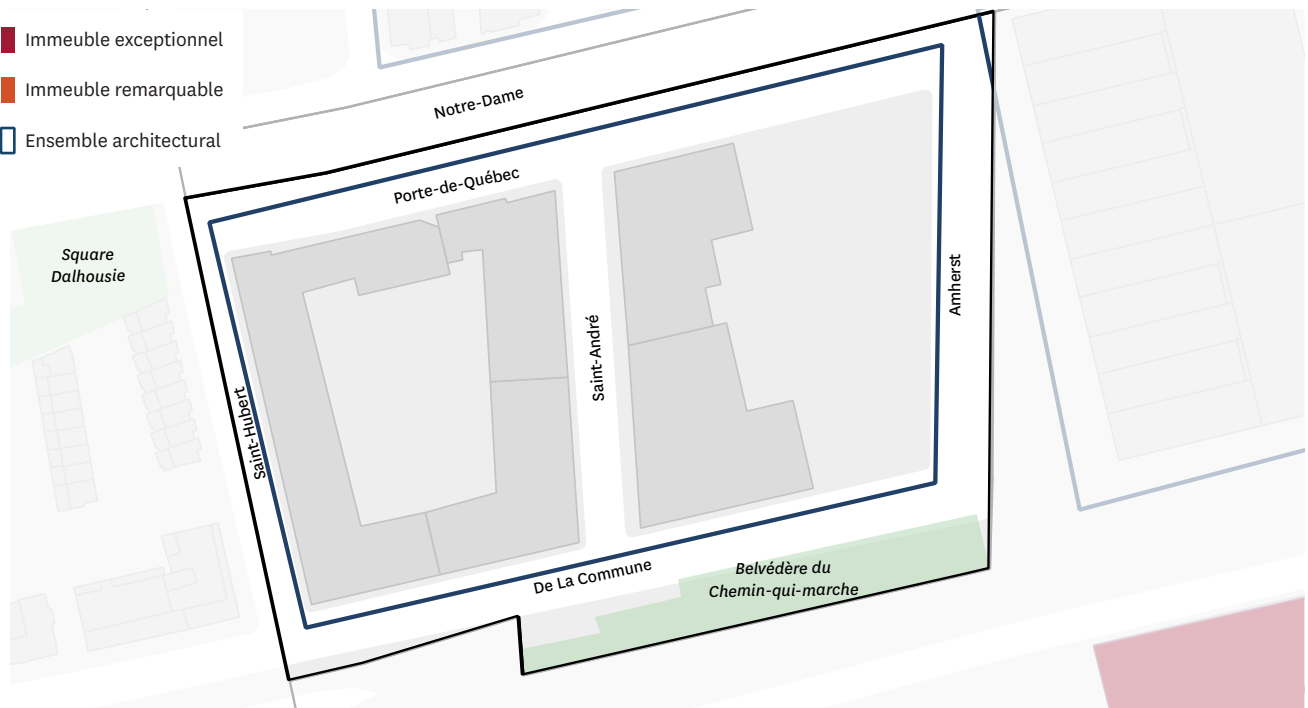 Immeuble exceptionnel
Immeuble remarquable
Ensemble architectural
Notre-Dame
Porte-de-Québec
Square
Dalhousie
Amherst
Saint-André
Saint-Hubert
De La Commune
Belvédère du
Chemin-qui-marche